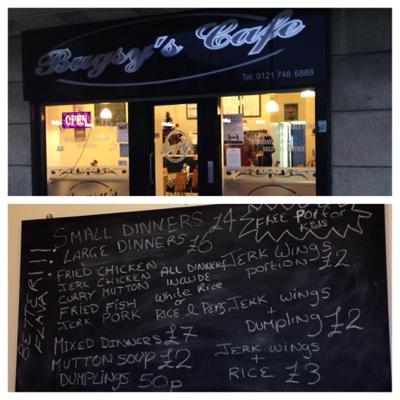 Bagsy's Cafe
Tel: 0121 748 6888
OPEN
SMALL DINNERS £4
LARGE DINNERS £6
FREE POP for Kids
BETTER FLAVA!!!
FRIED CHICKEN
JERK CHICKEN
CURRY MUTTON
FRIED FISH
JERK PORK
ALL DINNERS
INCLUDE
White Rice
or
RICE & PEAS
MIXED DINNERS £7
MUTTON SOUP £2
DUMPLINGS 50p
JERK WINGS
PORTION £2
JERK WINGS
+
DUMPLING £2
JERK WINGS
+
RICE £3